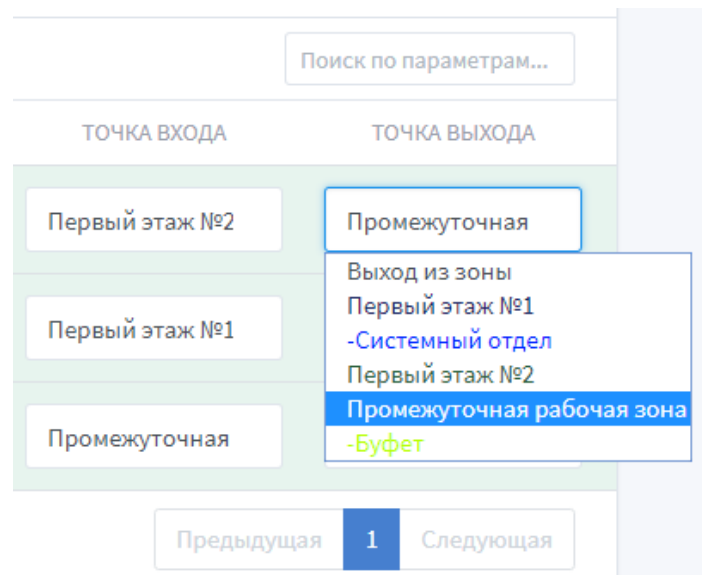 Поиск по параметрам...
ТОЧКА ВХОДА ТОЧКА ВЫХОДА
Первый этаж №2 Промежуточная
Выход из зоны
Первый этаж №1
-Системный отдел
Первый этаж №1
Первый этаж №2
Промежуточная рабочая зона
Промежуточная
-Буфет
Предыдущая 1 Следующая